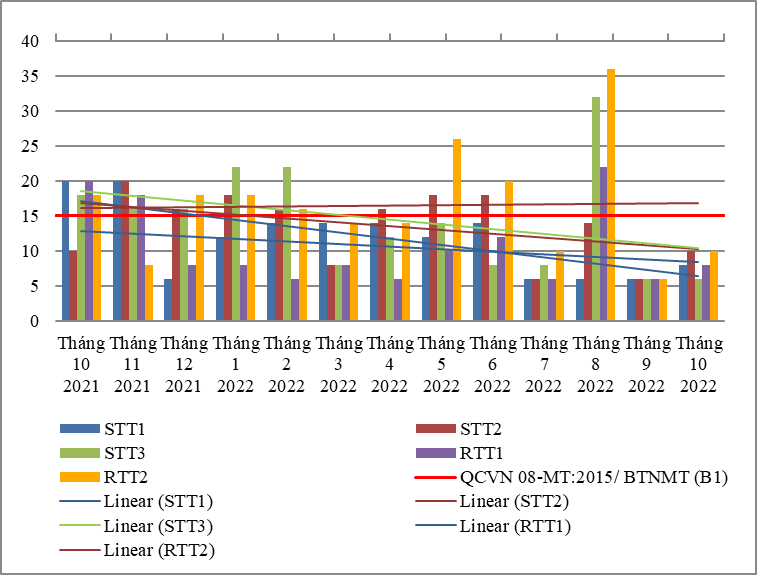 40
35
30
25
20
15
10
5
0
Tháng 10 2021
Tháng 11 2021
Tháng 12 2021
Tháng 1 2022
Tháng 2 2022
Tháng 3 2022
Tháng 4 2022
Tháng 5 2022
Tháng 6 2022
Tháng 7 2022
Tháng 8 2022
Tháng 9 2022
Tháng 10 2022
STT1
STT2
STT3
RTT1
RTT2
QCVN 08-MT:2015/ BTNMT (B1)
Linear (STT1)
Linear (STT2)
Linear (STT3)
Linear (RTT1)
Linear (RTT2)